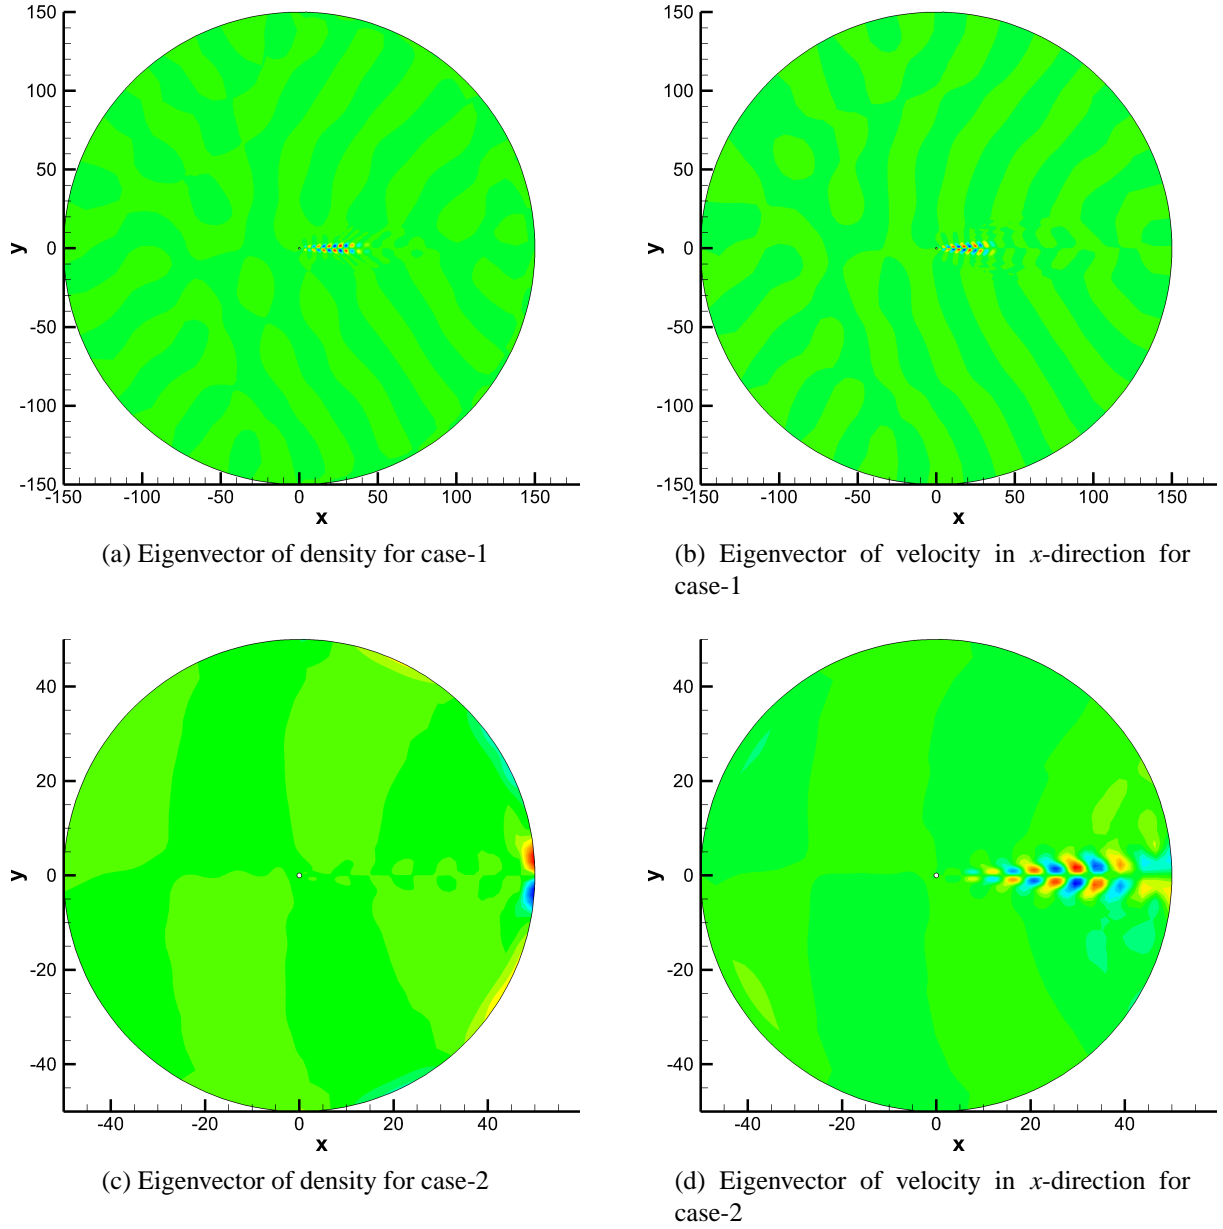 150
100
50
0
-50
-100
-150
y
-150 -100 -50 0 50 100 150
x
(a) Eigenvector of density for case-1
150
100
50
0
-50
-100
-150
y
-150 -100 -50 0 50 100 150
x
(b) Eigenvector of velocity in x-direction for
case-1
40
20
0
-20
-40
y
-40 -20 0 20 40
x
(c) Eigenvector of density for case-2
40
20
0
-20
-40
y
-40 -20 0 20 40
x
(d) Eigenvector of velocity in x-direction for
case-2